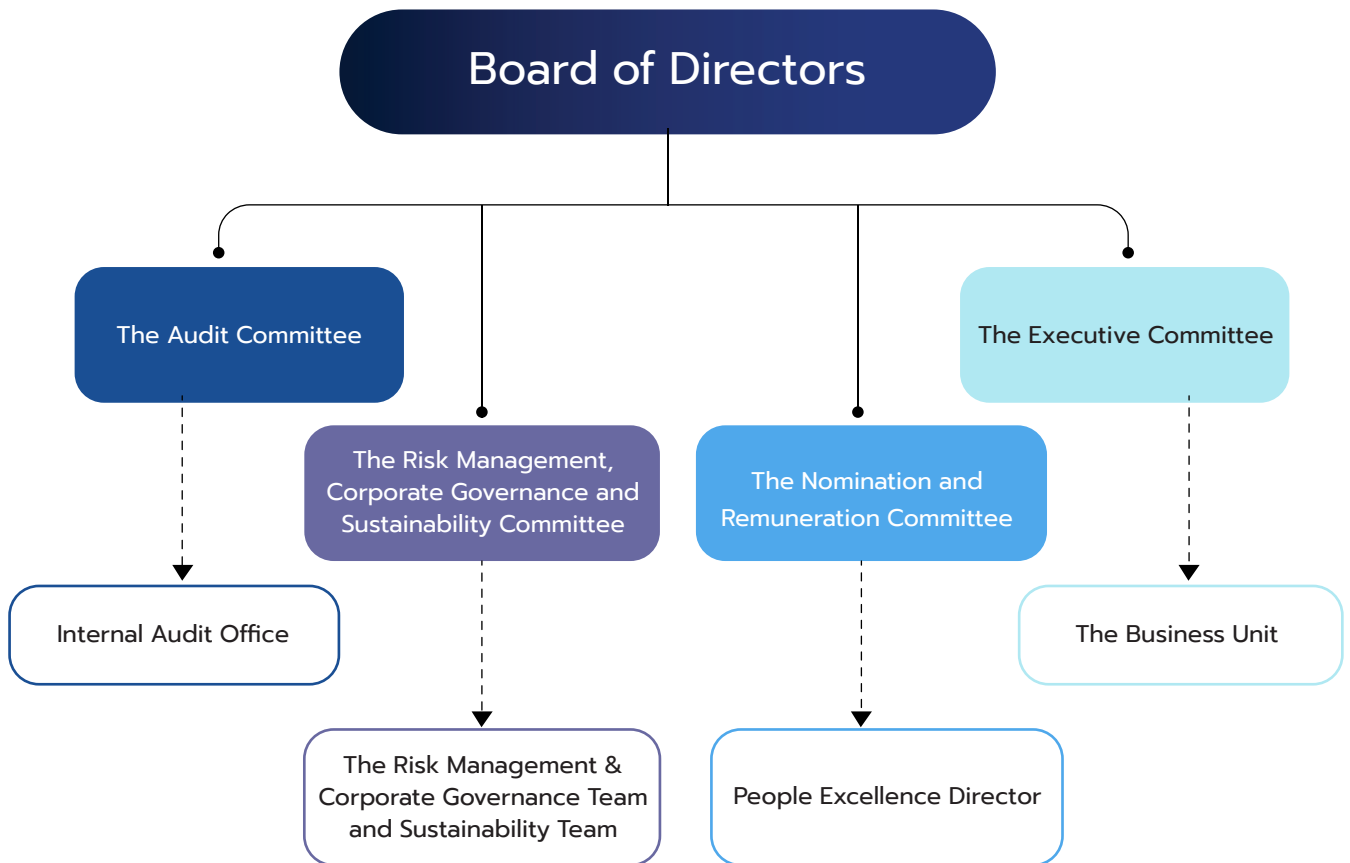 Board of Directors
The Audit Committee
The Executive Committee
The Risk Management,
Corporate Governance and
Sustainability Committee
The Nomination and
Remuneration Committee
Internal Audit Office
The Business Unit
The Risk Management &
Corporate Governance Team
and Sustainability Team
People Excellence Director